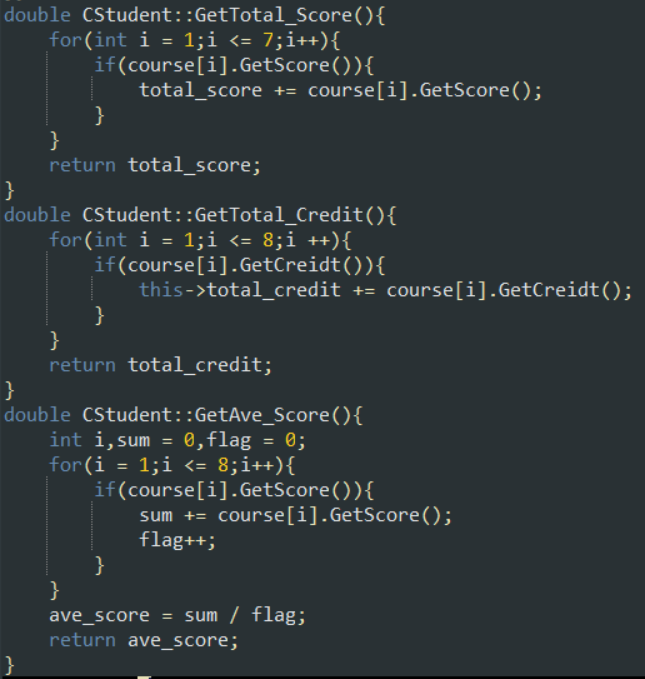 double CStudent::GetTotal_Score(){
    for(int i = 1;i <= 7;i++){
        if(course[i].GetScore()){
            total_score += course[i].GetScore();
        }
    }
    return total_score;
}
double CStudent::GetTotal_Credit(){
    for(int i = 1;i <= 8;i ++){
        if(course[i].GetCreidt()){
            this->total_credit += course[i].GetCreidt();
        }
    }
    return total_credit;
}
double CStudent::GetAve_Score(){
    int i,sum = 0,flag = 0;
    for(i = 1;i <= 8;i++){
        if(course[i].GetScore()){
            sum += course[i].GetScore();
            flag++;
        }
    }
    ave_score = sum / flag;
    return ave_score;
}